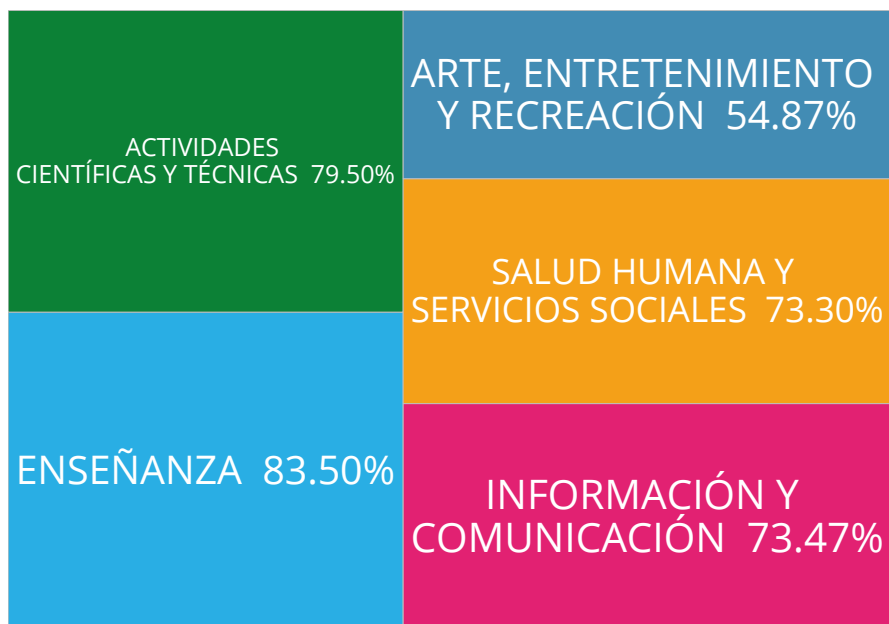 ACTIVIDADES
CIENTÍFICAS Y TÉCNICAS 79.50%
ENSEÑANZA 83.50%
ARTE, ENTRETENIMIENTO
Y RECREACIÓN 54.87%
SALUD HUMANA Y
SERVICIOS SOCIALES 73.30%
INFORMACIÓN Y
COMUNICACIÓN 73.47%